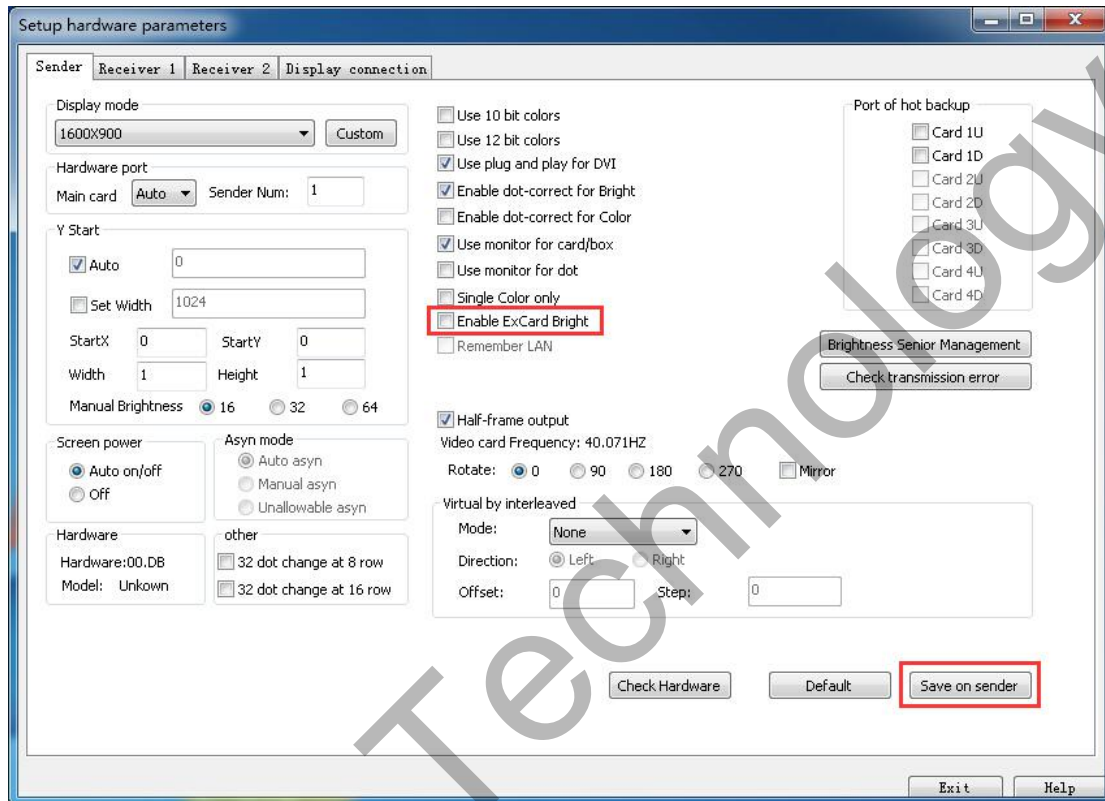 Setup hardware parameters
Sender Receiver 1 Receiver 2 Display connection
Display mode
1600X900 Custom
Hardware port
Main card Auto Sender Num: 1
Y Start
Auto 0
Set Width 1024
StartX 0 StartY 0
Width 1 Height 1
Manual Brightness 16 32 64
Screen power
Auto on/off
Off
Asyn mode
Auto asyn
Manual asyn
Unallowable asyn
Hardware
Hardware:00.DB
Model: Unkown
other
32 dot change at 8 row
32 dot change at 16 row
Use 10 bit colors
Use 12 bit colors
Use plug and play for DVI
Enable dot-correct for Bright
Enable dot-correct for Color
Use monitor for card/box
Use monitor for dot
Single Color only
Enable ExCard Bright
Remember LAN
Half-frame output
Video card Frequency: 40.071HZ
Rotate: 0 90 180 270 Mirror
Virtual by interleaved
Mode: None
Direction: Left Right
Offset: 0 Step: 0
Port of hot backup
Card 1U
Card 1D
Card 2U
Card 2D
Card 3U
Card 3D
Card 4U
Card 4D
Brightness Senior Management
Check transmission error
Check Hardware Default Save on sender
Exit Help
Technology